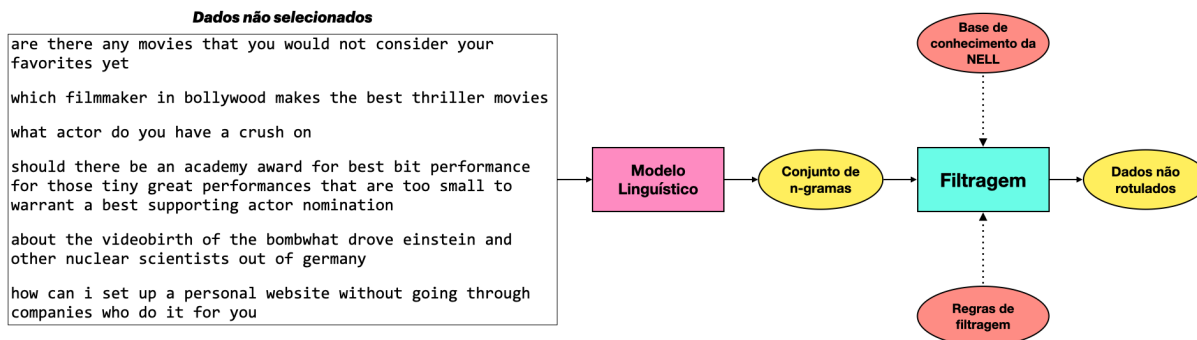 Dados não selecionados
are there any movies that you would not consider your
favorites yet
which filmmaker in bollywood makes the best thriller movies
what actor do you have a crush on
should there be an academy award for best bit performance
for those tiny great performances that are too small to
warrant a best supporting actor nomination
about the videobirth of the bombwhat drove einstein and
other nuclear scientists out of germany
how can i set up a personal website without going through
companies who do it for you
Modelo
Linguístico
Conjunto de
n-gramas
Base de
conhecimento da
NELL
Filtragem
Regras de
filtragem
Dados não
rotulados